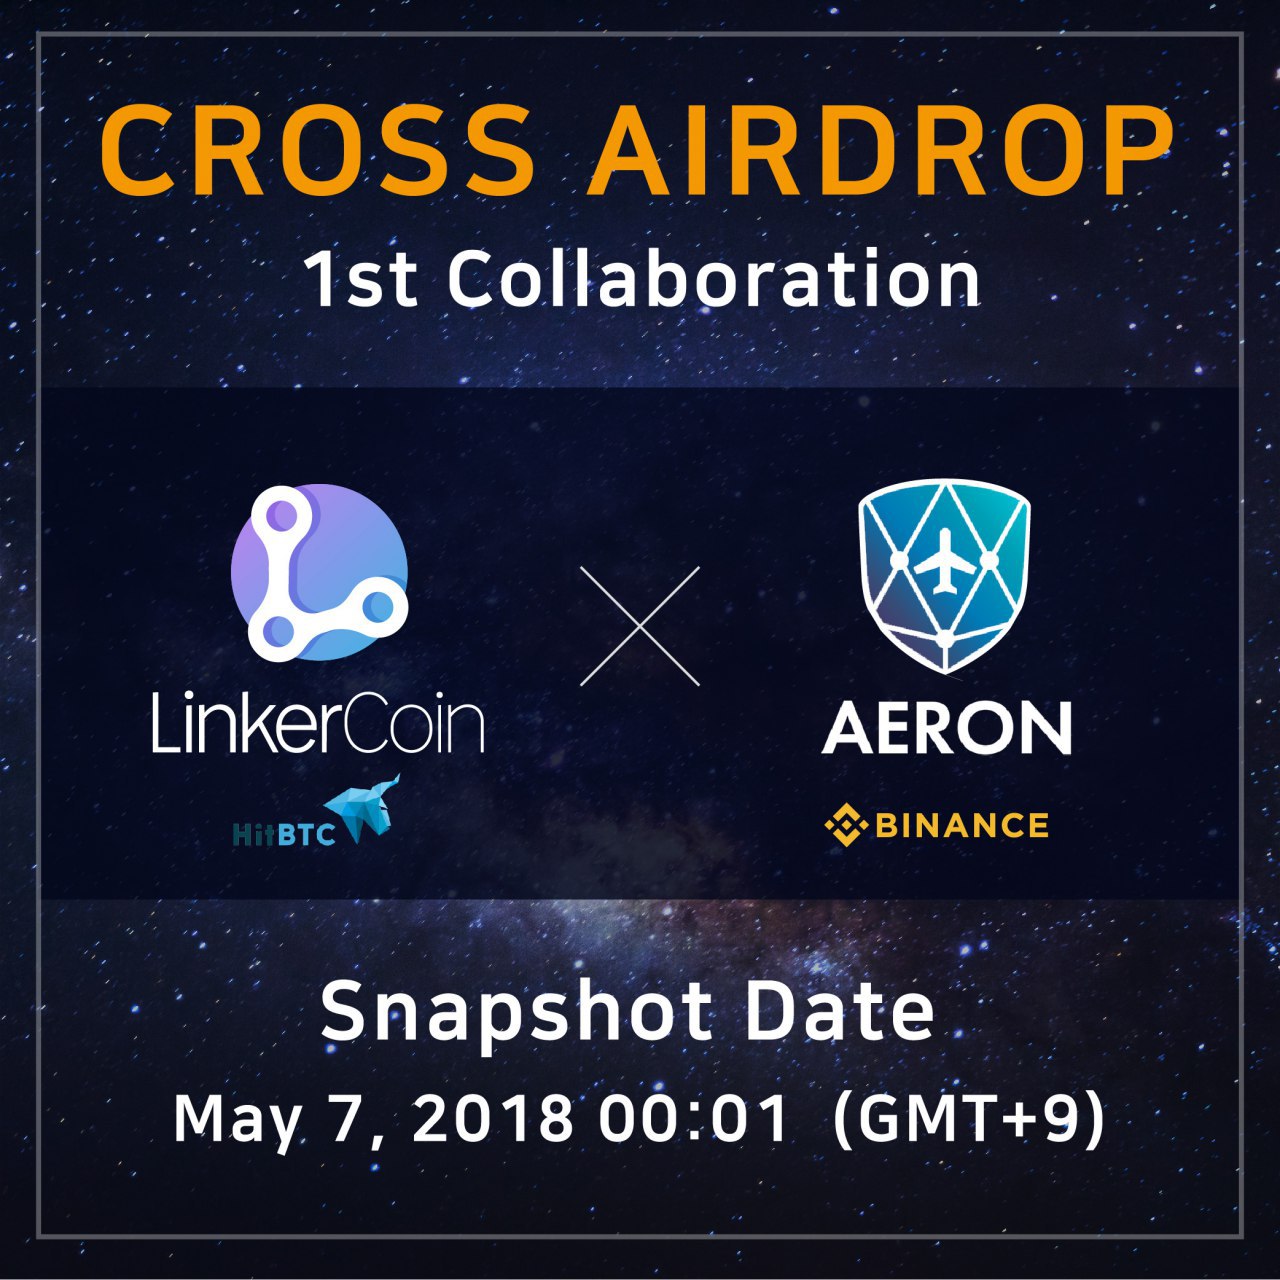 CROSS AIRDROP
1st Collaboration
LinkerCoin
HitBTC
AERON
BINANCE
Snapshot Date
May 7, 2018 00:01 (GMT+9)